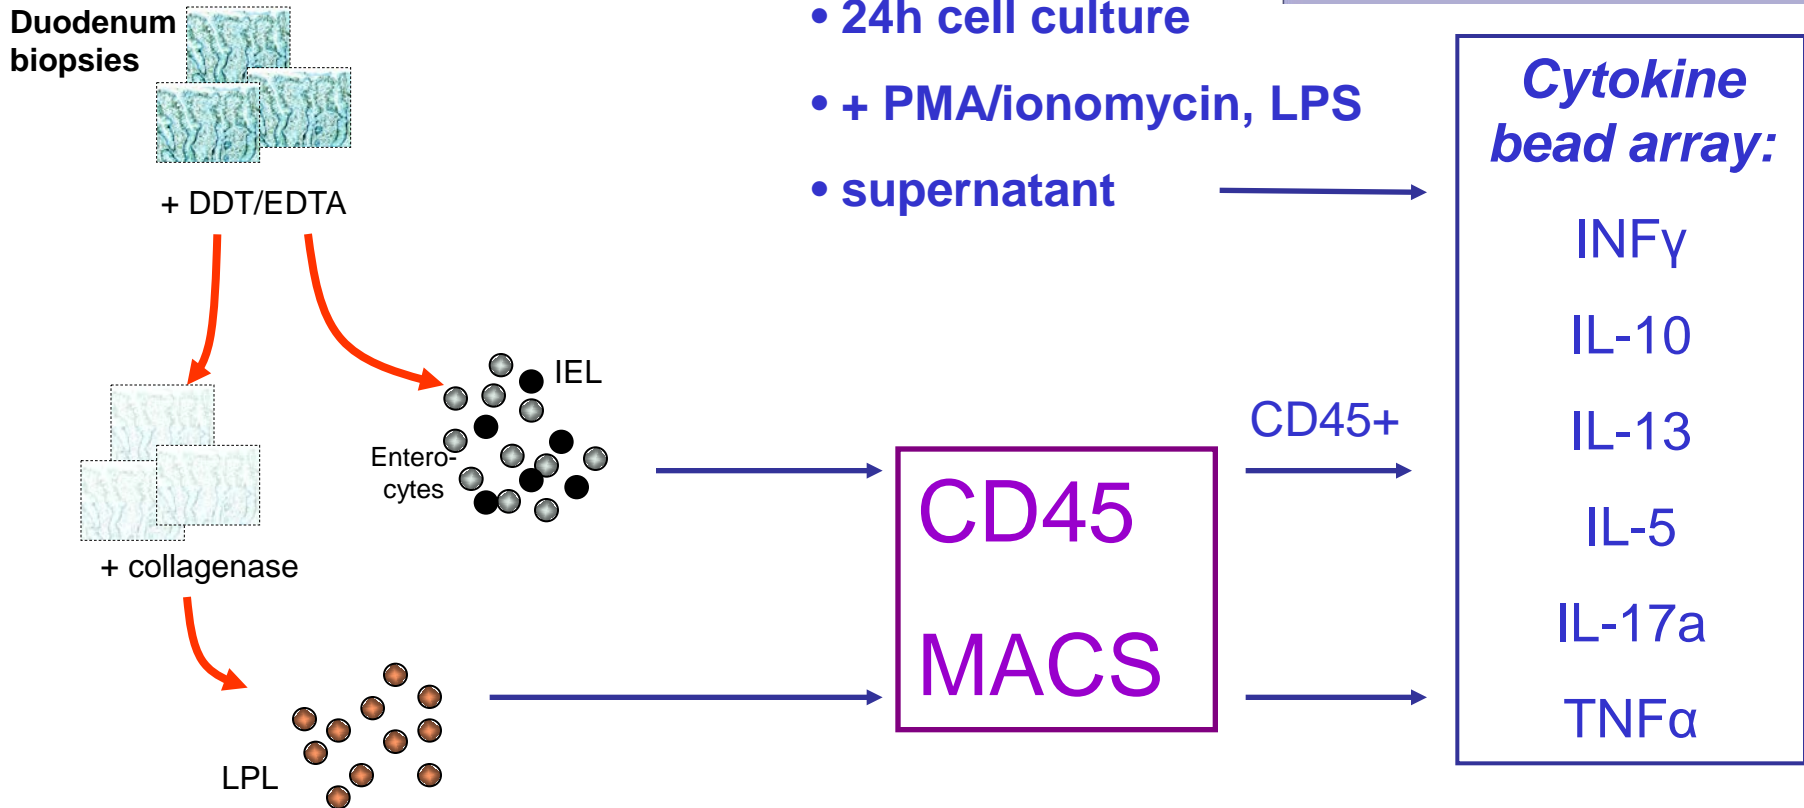 Duodenum
biopsies
+ DDT/EDTA
+ collagenase
LPL
IEL
Entero-
cytes
• 24h cell culture
• + PMA/ionomycin, LPS
• supernatant
CD45
MACS
CD45+
Cytokine
bead array:
INFγ
IL-10
IL-13
IL-5
IL-17a
TNFα